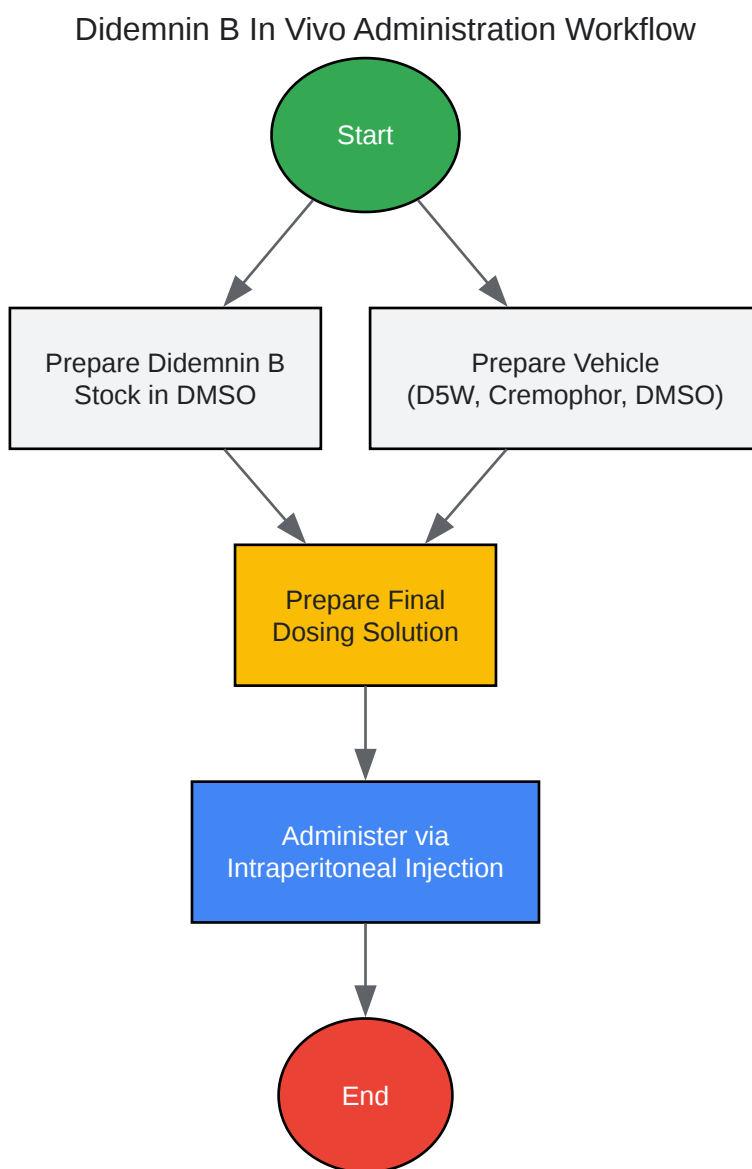 Didemnin B In Vivo Administration Workflow
Start
Prepare Didemnin B
Stock in DMSO
Prepare Vehicle
(D5W, Cremophor, DMSO)
Prepare Final
Dosing Solution
Administer via
Intraperitoneal Injection
End